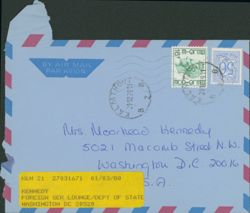 BY AIR MAIL
PAR AVION
KALMTHOUT
Mrs. Moorhead Kennedy
5021 Macomb Street N.W.
Washington D.C. 20016
U.S.A.
KENNEDY
FOREIGN SER LOUNGE/DEPT OF STATE
WASHINGTON DC 20520